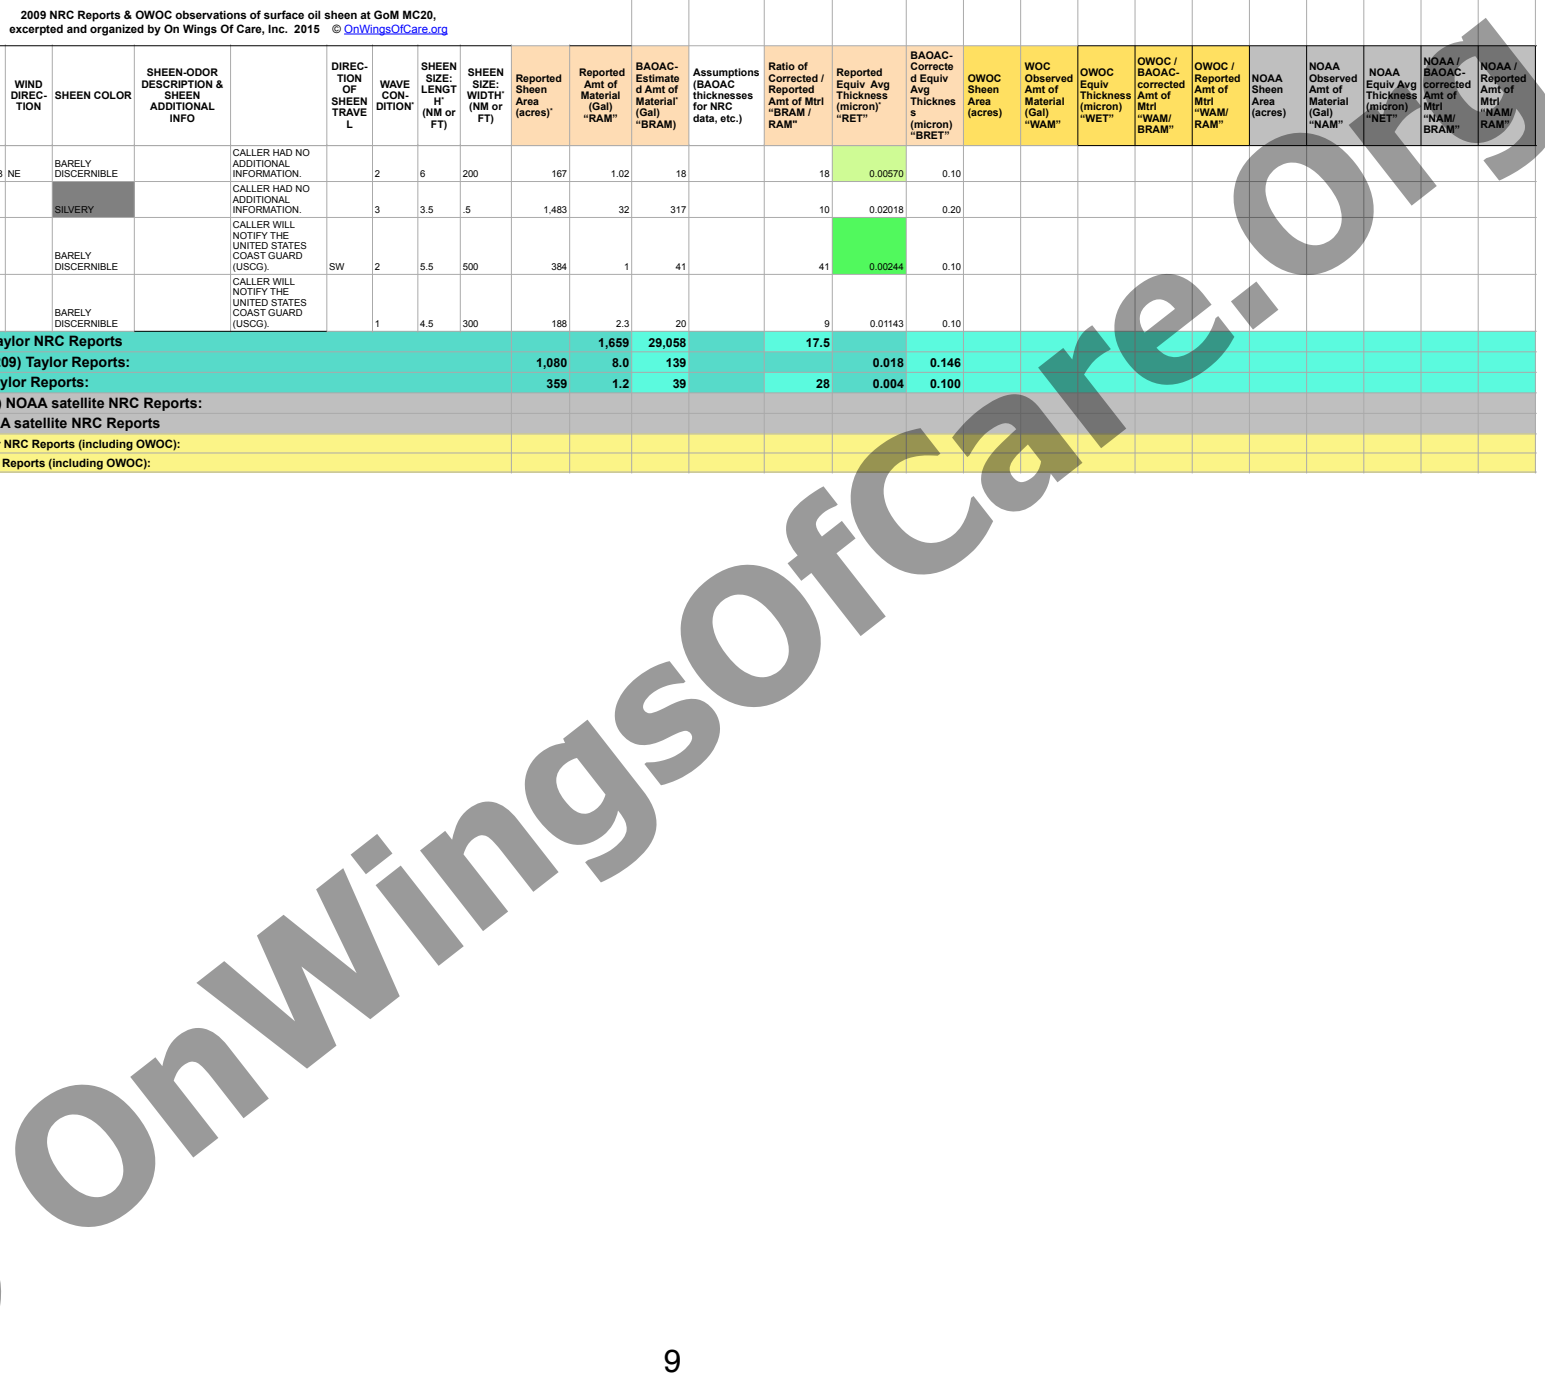 2009 NRC Reports & OWOC observations of surface oil sheen at GoM MC20,
excerpted and organized by On Wings Of Care, Inc. 2015 © OnWingsOfCare.org
WIND DIREC- TION
SHEEN COLOR
SHEEN-ODOR DESCRIPTION & SHEEN ADDITIONAL INFO
DIREC- TION OF SHEEN TRAVE L
WAVE CON- DITION*
SHEEN SIZE: LENGT H* (NM or FT)
SHEEN SIZE: WIDTH* (NM or FT)
Reported Sheen Area (acres)*
Reported Amt of Material (Gal) “RAM”
BAOAC- Estimate d Amt of Material* (Gal) “BRAM)
Assumptions (BAOAC thicknesses for NRC data, etc.)
Ratio of Corrected / Reported Amt of Mtrl “BRAM / RAM"
Reported Equiv Avg Thickness (micron)* “RET”
BAOAC- Correcte d Equiv Avg Thicknes s (micron) “BRET”
OWOC Sheen Area (acres)
WOC Observed Amt of Material (Gal) “WAM”
OWOC Equiv Thickness (micron) “WET”
OWOC / BAOAC- corrected Amt of Mtrl “WAM/ BRAM”
OWOC / Reported Amt of Mtrl “WAM/ RAM”
NOAA Sheen Area (acres)
NOAA Observed Amt of Material (Gal) “NAM”
NOAA Equiv Avg Thickness (micron) “NET”
NOAA / BAOAC- corrected Amt of Mtrl “NAM/ BRAM”
NOAA / Reported Amt of Mtrl “NAM/ RAM”
NE BARELY DISCERNIBLE CALLER HAD NO ADDITIONAL INFORMATION. 2 6 200 167 1.02 18 18 0.00570 0.10
SILVERY CALLER HAD NO ADDITIONAL INFORMATION. 3 3.5 .5 1,483 32 317 10 0.02018 0.20
BARELY DISCERNIBLE CALLER WILL NOTIFY THE UNITED STATES COAST GUARD (USCG). SW 2 5.5 500 384 1 41 41 0.00244 0.10
BARELY DISCERNIBLE CALLER WILL NOTIFY THE UNITED STATES COAST GUARD (USCG). 1 4.5 300 188 2.3 20 9 0.01143 0.10
aylor NRC Reports 1,659 29,058 17.5
09) Taylor Reports: 1,080 8.0 139 0.018 0.146
ylor Reports: 359 1.2 39 28 0.004 0.100
) NOAA satellite NRC Reports:
A satellite NRC Reports
NRC Reports (including OWOC):
Reports (including OWOC):
OnWingsOfCare.Org
9